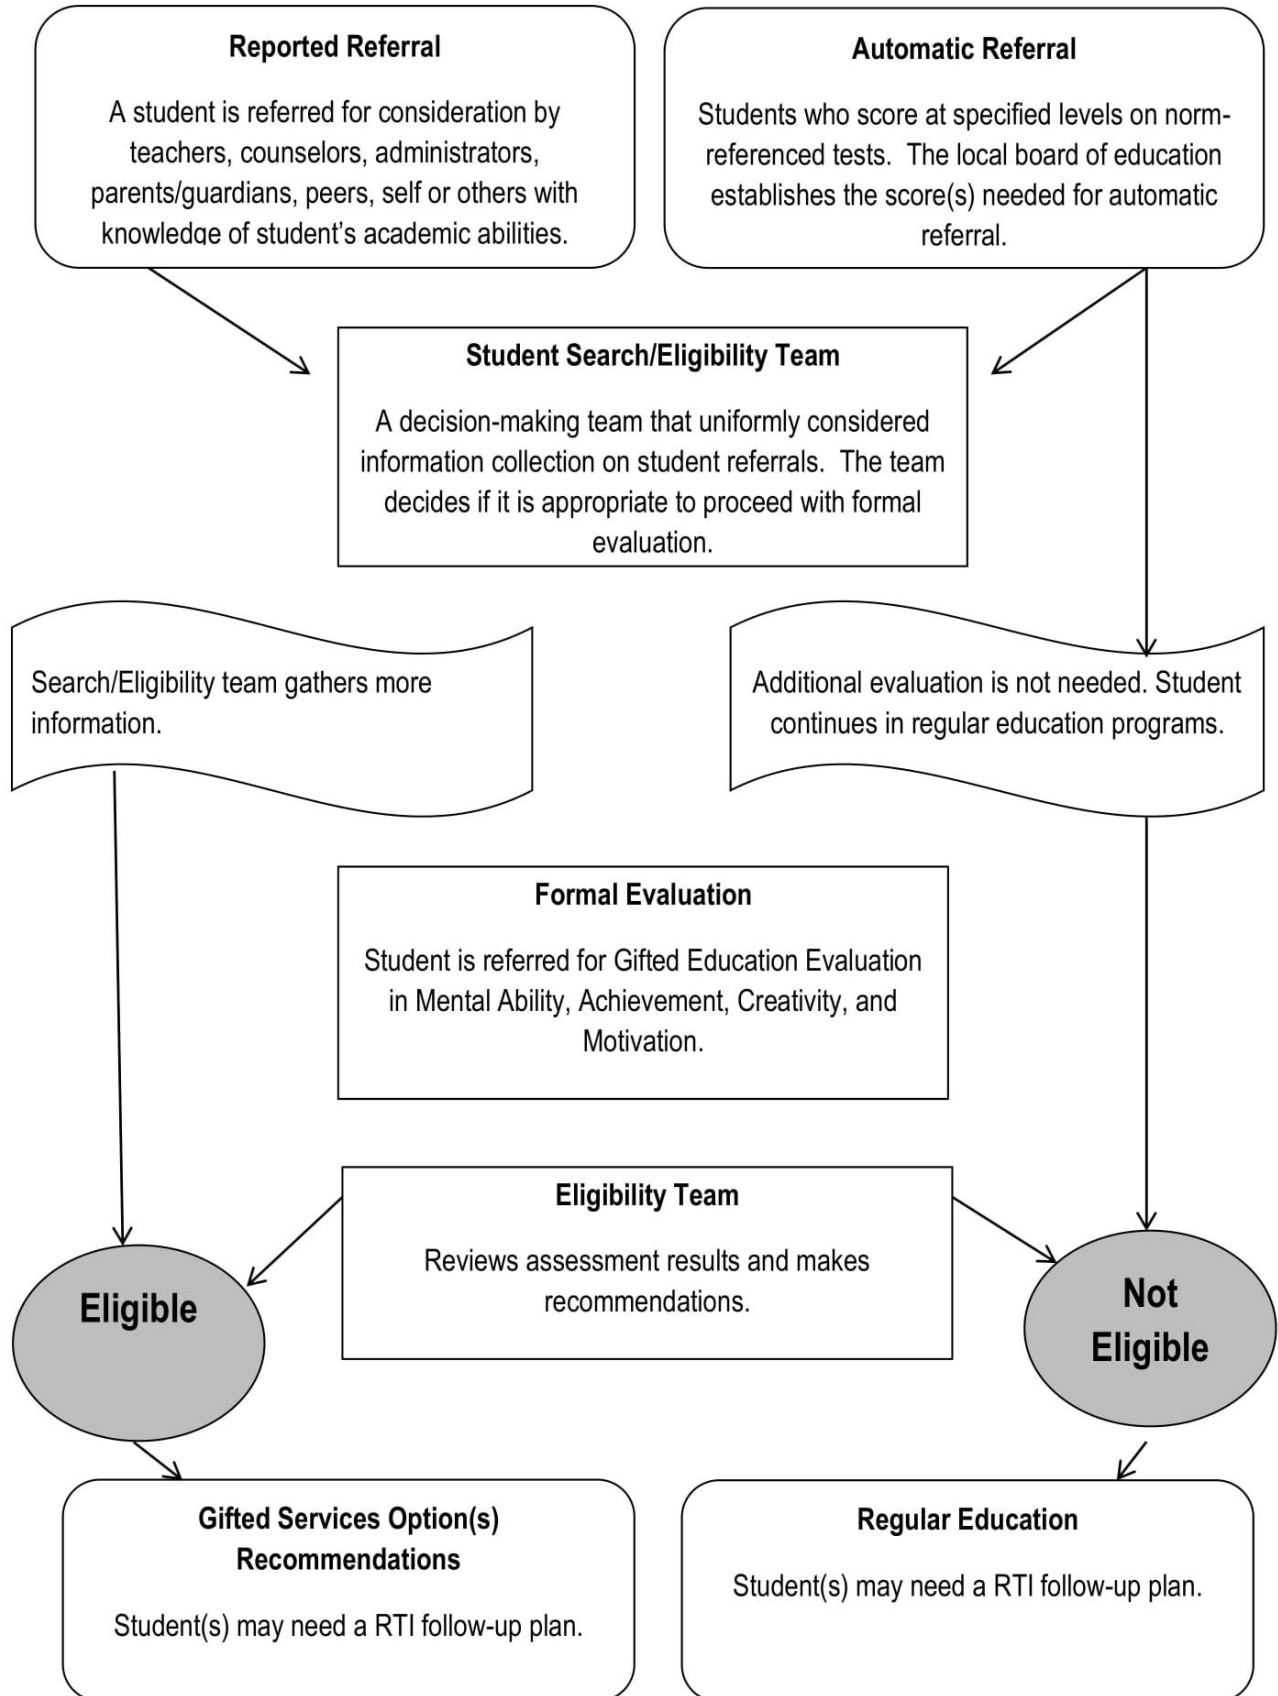 Reported Referral
A student is referred for consideration by
teachers, counselors, administrators,
parents/guardians, peers, self or others with
knowledge of student's academic abilities.
Automatic Referral
Students who score at specified levels on norm-
referenced tests. The local board of education
establishes the score(s) needed for automatic
referral.
Student Search/Eligibility Team
A decision-making team that uniformly considered
information collection on student referrals. The team
decides if it is appropriate to proceed with formal
evaluation.
Search/Eligibility team gathers more
information.
Additional evaluation is not needed. Student
continues in regular education programs.
Formal Evaluation
Student is referred for Gifted Education Evaluation
in Mental Ability, Achievement, Creativity, and
Motivation.
Eligibility Team
Reviews assessment results and makes
recommendations.
Eligible
Not
Eligible
Gifted Services Option(s)
Recommendations
Student(s) may need a RTI follow-up plan.
Regular Education
Student(s) may need a RTI follow-up plan.